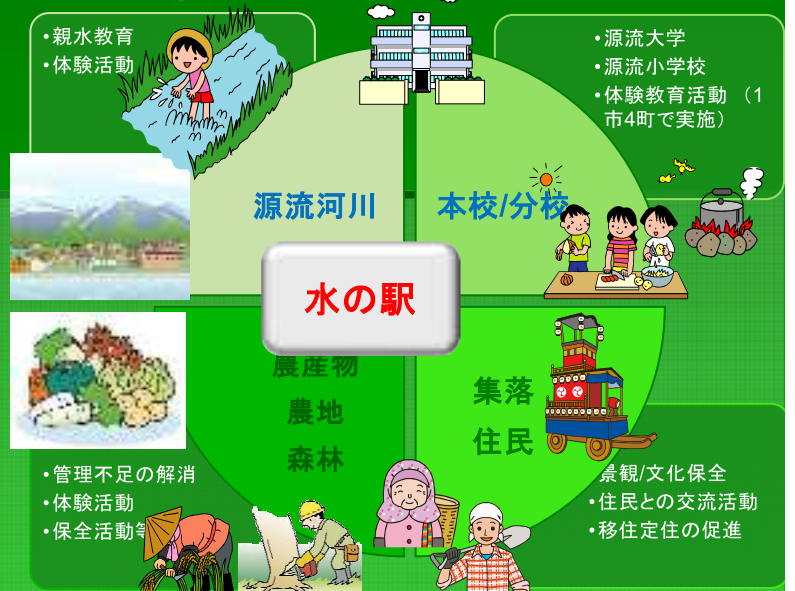 ・親水教育
・体験活動
・源流大学
・源流小学校
・体験教育活動 （1
市4町で実施）
源流河川
本校/分校
水の駅
農産物
農地
森林
集落
住民
・管理不足の解消
・体験活動
・保全活動等
景観/文化保全
・住民との交流活動
・移住定住の促進